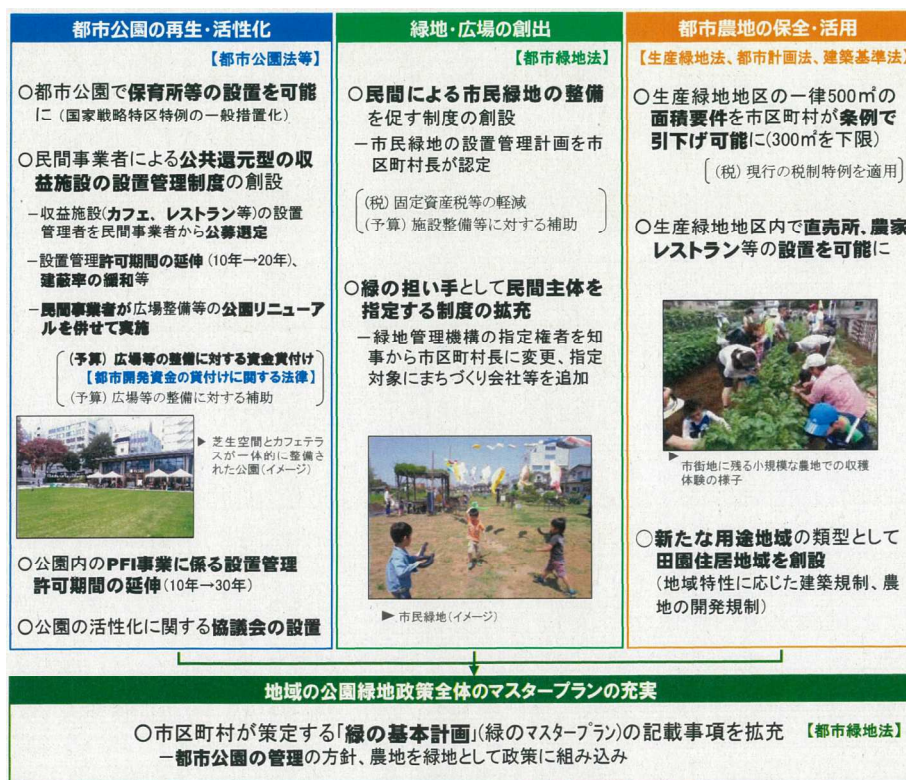 都市公園の再生・活性化
【都市公園法等】
○都市公園で保育所等の設置を可能
に（国家戦略特区特例の一般措置化）
○民間事業者による公共還元型の収
益施設の設置管理制度の創設
－収益施設（カフェ、レストラン等）の設置
管理者を民間事業者から公募選定
－設置管理許可期間の延伸（10年→20年）、
建蔽率の緩和等
－民間事業者が広場整備等の公園リニューア
ルを併せて実施
（予算）広場等の整備に対する資金貸付け
【都市開発資金の貸付けに関する法律】
（予算）広場等の整備に対する補助
▶ 芝生空間とカフェテラ
スが一体的に整備さ
れた公園（イメージ）
○公園内のPFI事業に係る設置管理
許可期間の延伸（10年→30年）
○公園の活性化に関する協議会の設置
緑地・広場の創出
【都市緑地法】
○民間による市民緑地の整備
を促す制度の創設
－市民緑地の設置管理計画を市
区町村長が認定
（税）固定資産税等の軽減
（予算）施設整備等に対する補助
○緑の担い手として民間主体を
指定する制度の拡充
－緑地管理機構の指定権者を知
事から市区町村長に変更、指定
対象にまちづくり会社等を追加
▶ 市民緑地（イメージ）
都市農地の保全・活用
【生産緑地法、都市計画法、建築基準法】
○生産緑地地区の一律500㎡の
面積要件を市区町村が条例で
引下げ可能に（300㎡を下限）
（税）現行の税制特例を適用
○生産緑地地区内で直売所、農家
レストラン等の設置を可能に
▶ 市街地に残る小規模な農地での収穫
体験の様子
○新たな用途地域の類型として
田園住居地域を創設
（地域特性に応じた建築規制、農
地の開発規制）
地域の公園緑地政策全体のマスタープランの充実
○市区町村が策定する「緑の基本計画」（緑のマスタープラン）の記載事項を拡充 【都市緑地法】
－都市公園の管理の方針、農地を緑地として政策に組み込み